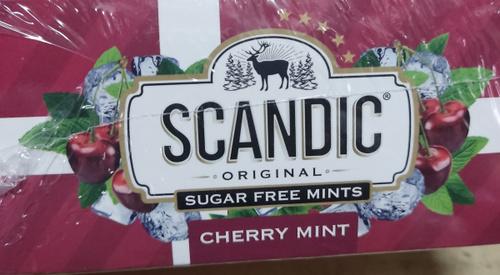 SCANDIC®
ORIGINAL
SUGAR FREE MINTS
CHERRY MINT